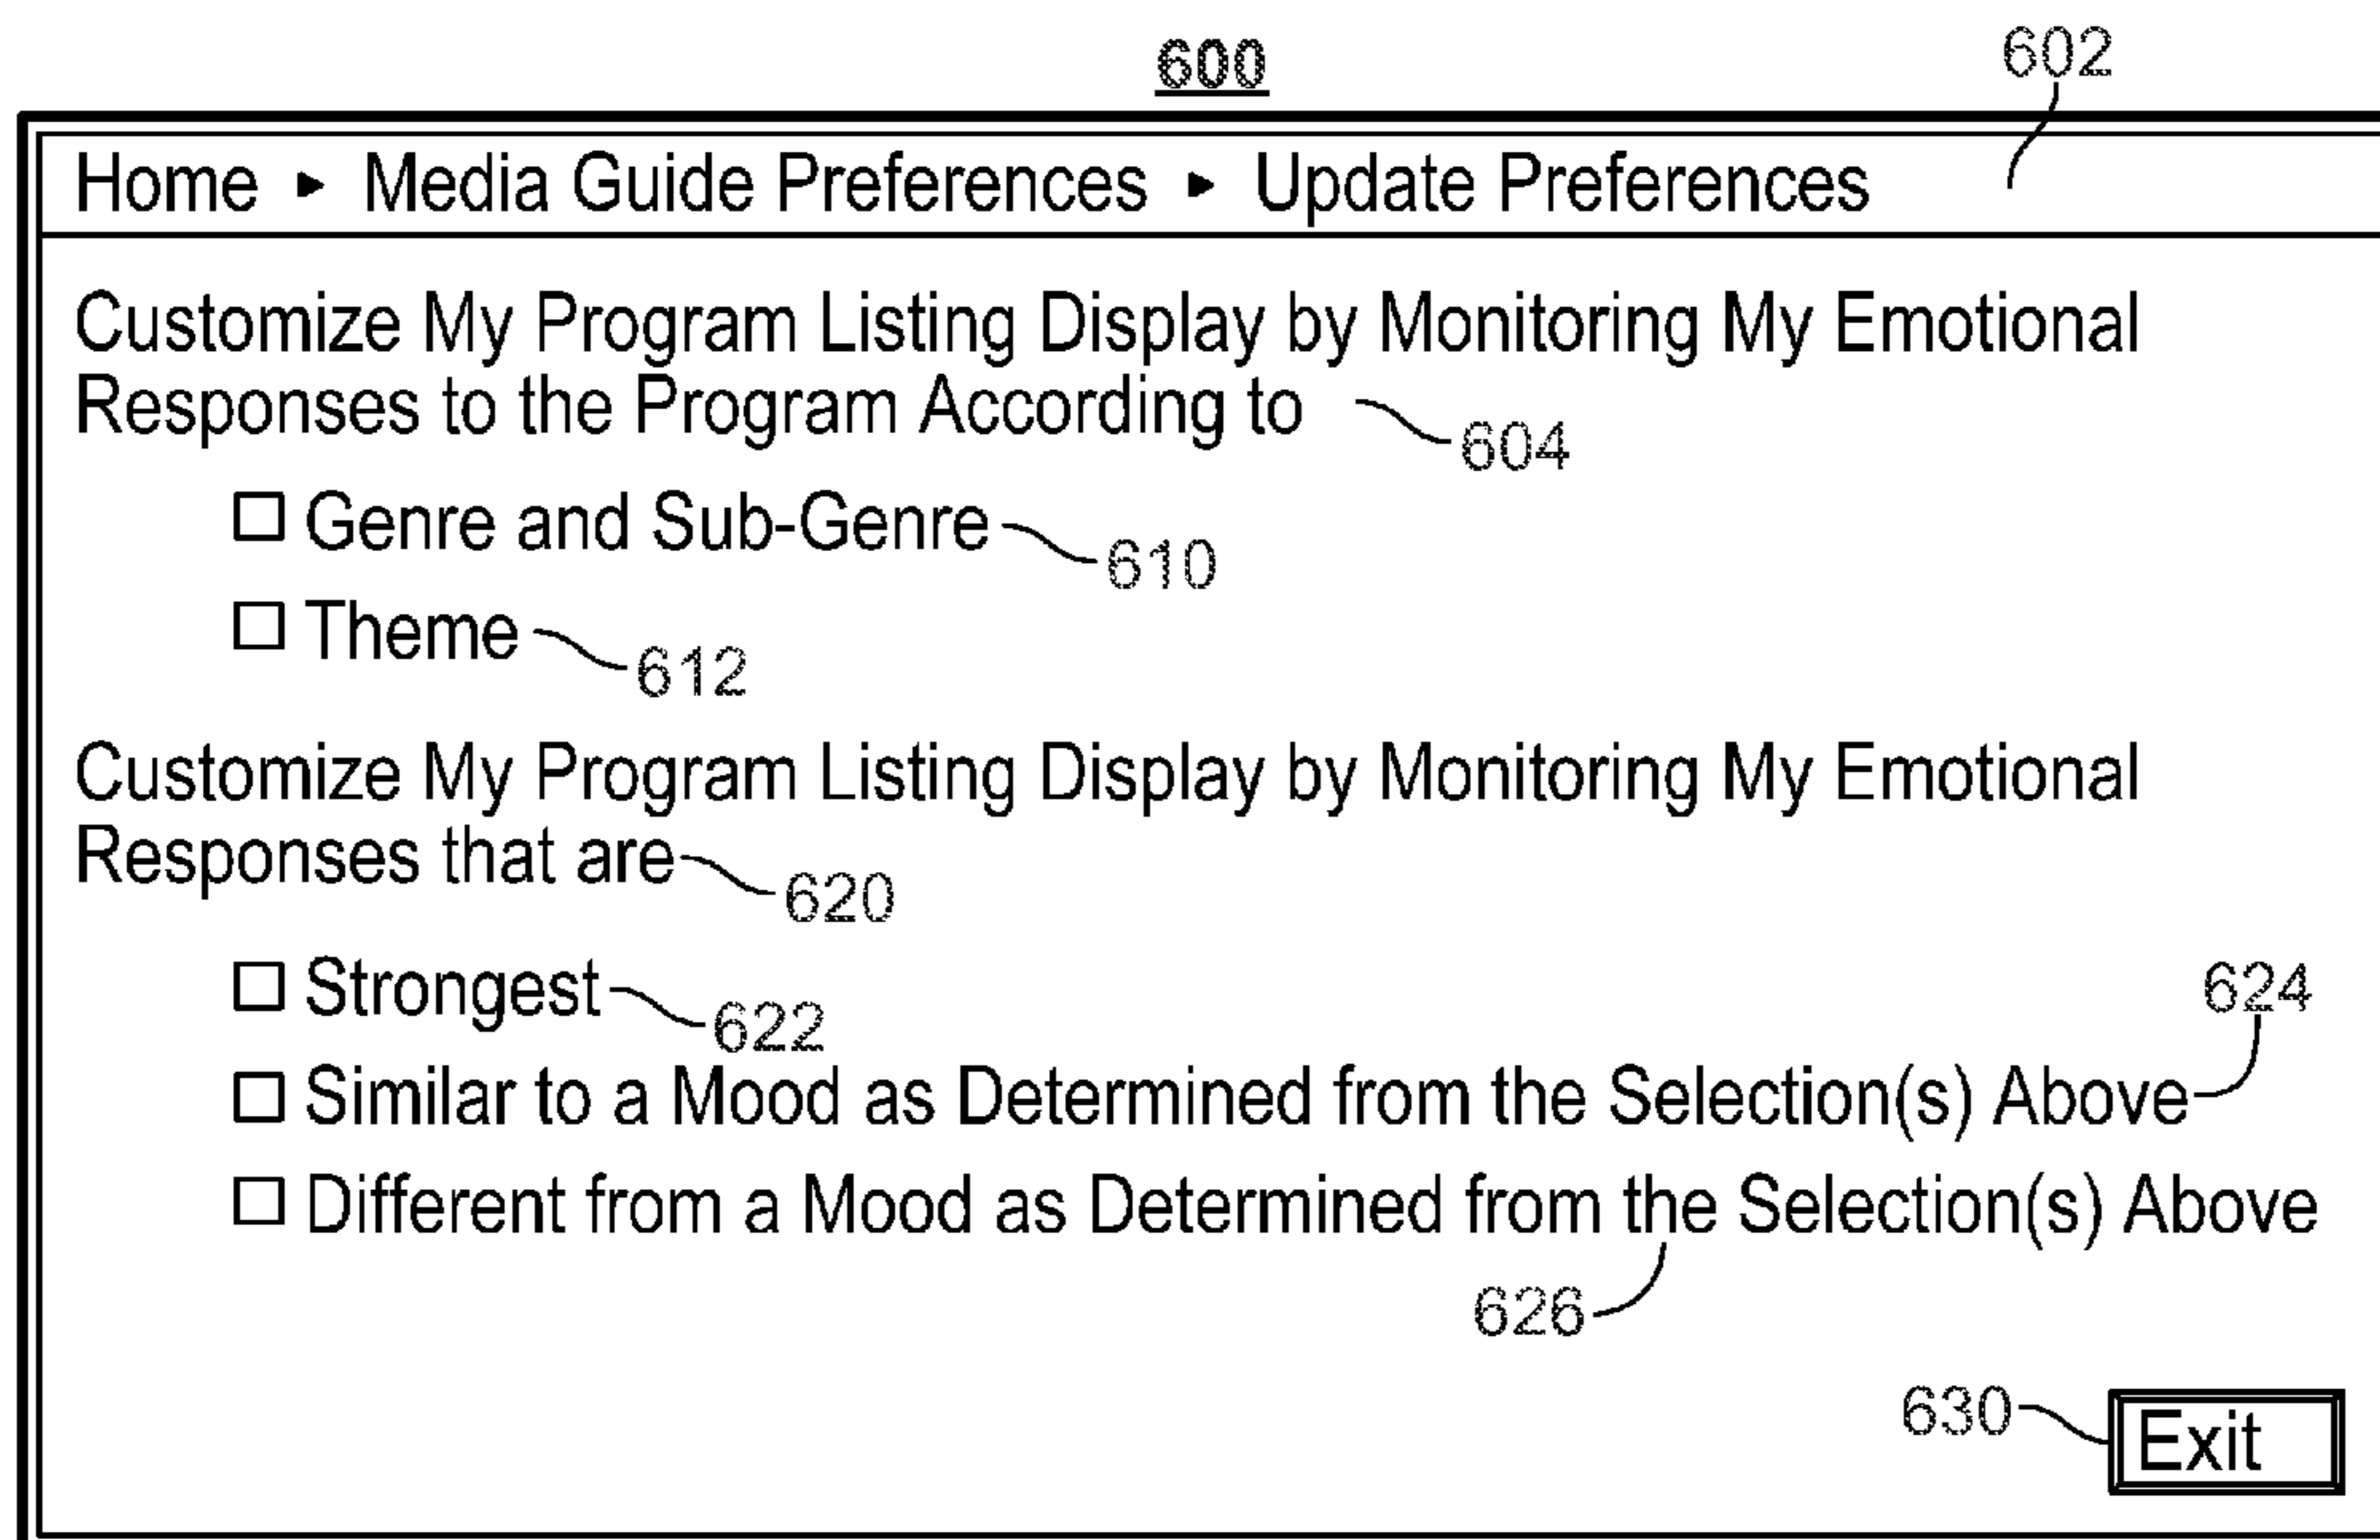 600
602
Home ▸ Media Guide Preferences ▸ Update Preferences
Customize My Program Listing Display by Monitoring My Emotional
Responses to the Program According to
604
☐ Genre and Sub-Genre
610
☐ Theme
612
Customize My Program Listing Display by Monitoring My Emotional
Responses that are
620
☐ Strongest
622
624
☐ Similar to a Mood as Determined from the Selection(s) Above
☐ Different from a Mood as Determined from the Selection(s) Above
626
630
Exit